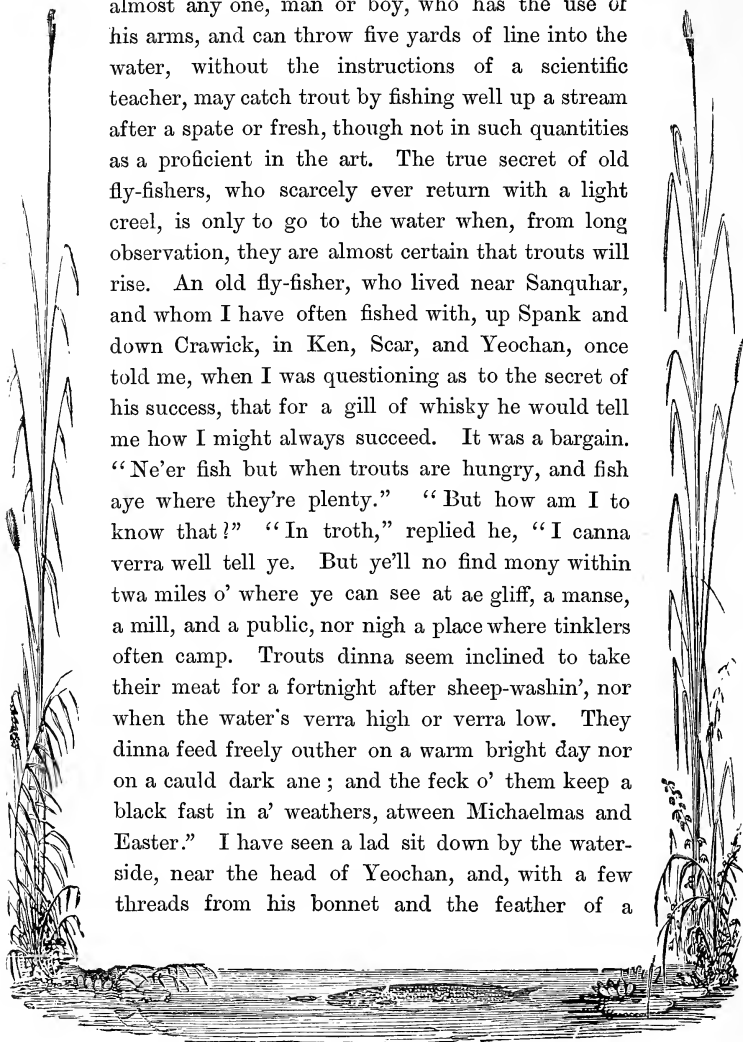 almost any one, man or boy, who has the use of
his arms, and can throw five yards of line into the
water, without the instructions of a scientific
teacher, may catch trout by fishing well up a stream
after a spate or fresh, though not in such quantities
as a proficient in the art. The true secret of old
fly-fishers, who scarcely ever return with a light
creel, is only to go to the water when, from long
observation, they are almost certain that trouts will
rise. An old fly-fisher, who lived near Sanquhar,
and whom I have often fished with, up Spank and
down Crawick, in Ken, Scar, and Yeochan, once
told me, when I was questioning as to the secret of
his success, that for a gill of whisky he would tell
me how I might always succeed. It was a bargain.
“Ne’er fish but when trouts are hungry, and fish
aye where they’re plenty.” “But how am I to
know that?” “In troth,” replied he, “I canna
verra well tell ye. But ye’ll no find mony within
twa miles o’ where ye can see at ae gliff, a manse,
a mill, and a public, nor nigh a place where tinklers
often camp. Trouts dinna seem inclined to take
their meat for a fortnight after sheep-washin’, nor
when the water’s verra high or verra low. They
dinna feed freely outher on a warm bright day nor
on a cauld dark ane; and the feck o’ them keep a
black fast in a’ weathers, atween Michaelmas and
Easter.” I have seen a lad sit down by the water-
side, near the head of Yeochan, and, with a few
threads from his bonnet and the feather of a